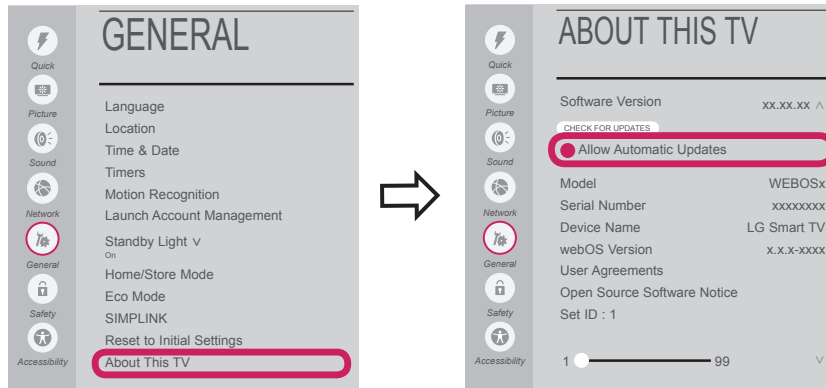 GENERAL
Quick
Picture
Sound
Network
General
Safety
Accessibility
Language
Location
Time & Date
Timers
Motion Recognition
Launch Account Management
Standby Light ∨
On
Home/Store Mode
Eco Mode
SIMPLINK
Reset to Initial Settings
About This TV
ABOUT THIS TV
Quick
Picture
Sound
Network
General
Safety
Accessibility
Software Version xx.xx.xx ∧
CHECK FOR UPDATES
Allow Automatic Updates
Model WEBOSx
Serial Number xxxxxxxx
Device Name LG Smart TV
webOS Version x.x.x-xxxx
User Agreements
Open Source Software Notice
Set ID : 1
1 99 ∨